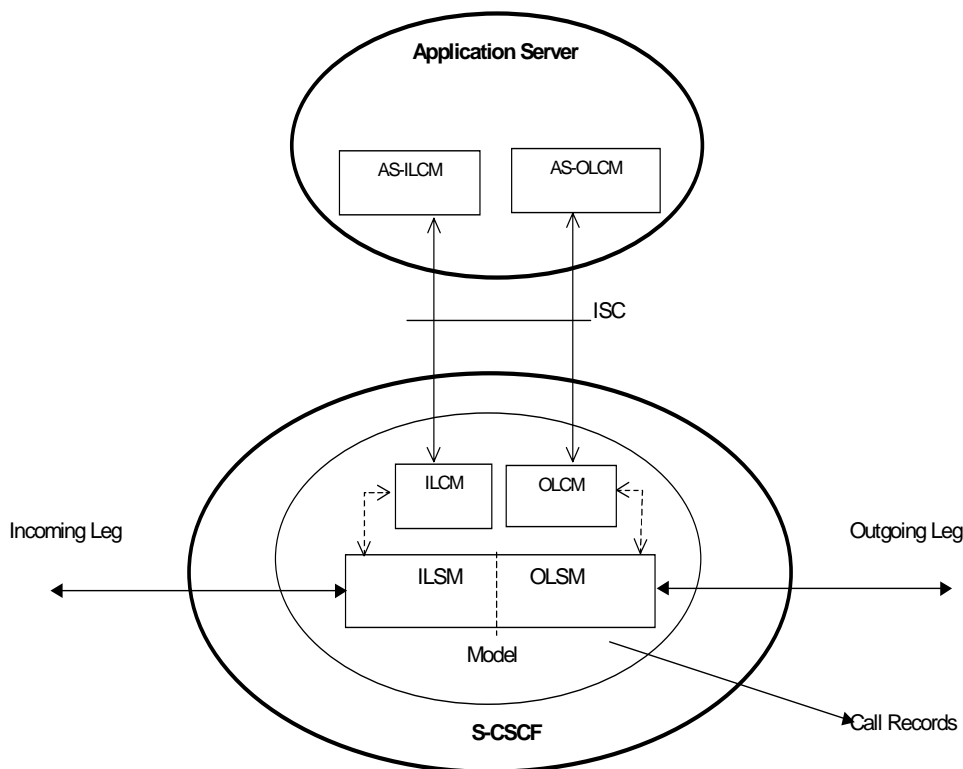 Application Server
AS-ILCM
AS-OLCM
ISC
ILCM
OLCM
Incoming Leg
Outgoing Leg
ILSM
OLSM
Model
Call Records
S-CSCF